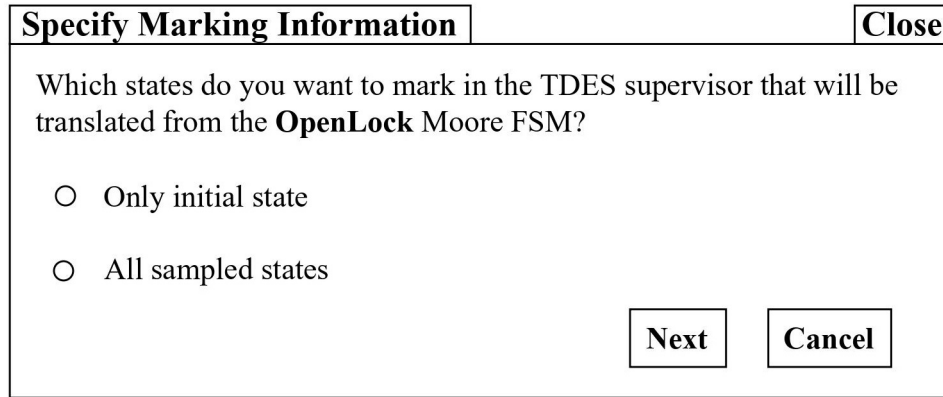 Specify Marking Information
Close
Which states do you want to mark in the TDES supervisor that will be
translated from the OpenLock Moore FSM?
Only initial state
All sampled states
Next
Cancel